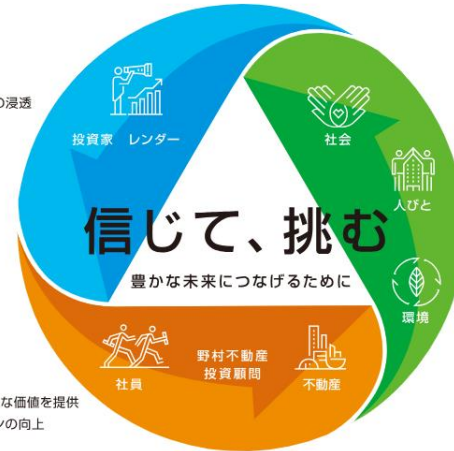 の浸透
投資家 レンダー
社会
人びと
信じて、挑む
豊かな未来につなげるために
環境
野村不動産
投資顧問
社員
不動産
な価値を提供
ンの向上